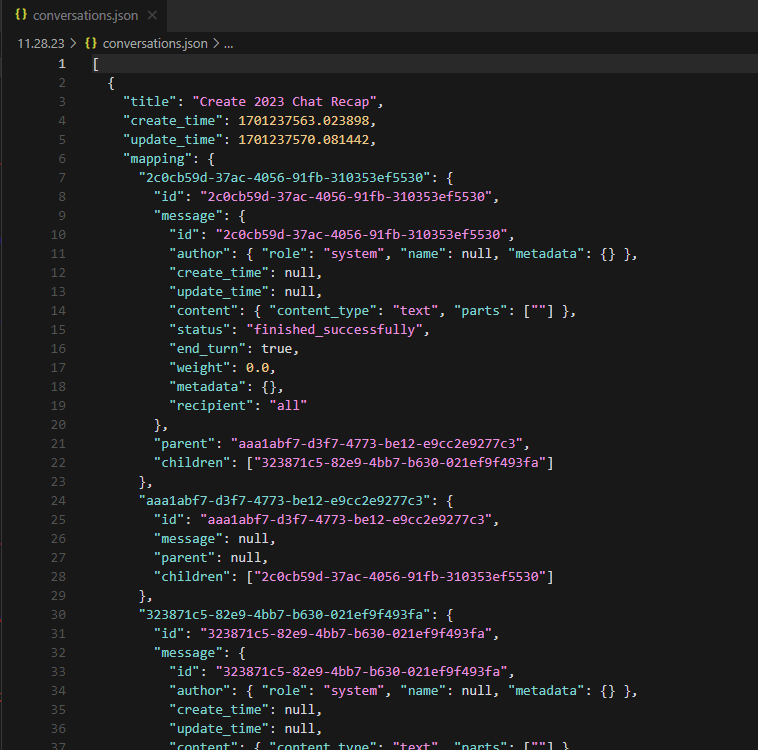 {} conversations.json ×
11.28.23 > {} conversations.json > ...
1 [
2 {
3 "title": "Create 2023 Chat Recap",
4 "create_time": 1701237563.023898,
5 "update_time": 1701237570.081442,
6 "mapping": {
7 "2c0cb59d-37ac-4056-91fb-310353ef5530": {
8 "id": "2c0cb59d-37ac-4056-91fb-310353ef5530",
9 "message": {
10 "id": "2c0cb59d-37ac-4056-91fb-310353ef5530",
11 "author": { "role": "system", "name": null, "metadata": {} },
12 "create_time": null,
13 "update_time": null,
14 "content": { "content_type": "text", "parts": [""] },
15 "status": "finished_successfully",
16 "end_turn": true,
17 "weight": 0.0,
18 "metadata": {},
19 "recipient": "all"
20 },
21 "parent": "aaa1abf7-d3f7-4773-be12-e9cc2e9277c3",
22 "children": ["323871c5-82e9-4bb7-b630-021ef9f493fa"]
23 },
24 "aaa1abf7-d3f7-4773-be12-e9cc2e9277c3": {
25 "id": "aaa1abf7-d3f7-4773-be12-e9cc2e9277c3",
26 "message": null,
27 "parent": null,
28 "children": ["2c0cb59d-37ac-4056-91fb-310353ef5530"]
29 },
30 "323871c5-82e9-4bb7-b630-021ef9f493fa": {
31 "id": "323871c5-82e9-4bb7-b630-021ef9f493fa",
32 "message": {
33 "id": "323871c5-82e9-4bb7-b630-021ef9f493fa",
34 "author": { "role": "system", "name": null, "metadata": {} },
35 "create_time": null,
36 "update_time": null,
37 "content": { "content_type": "text", "parts": [""] }